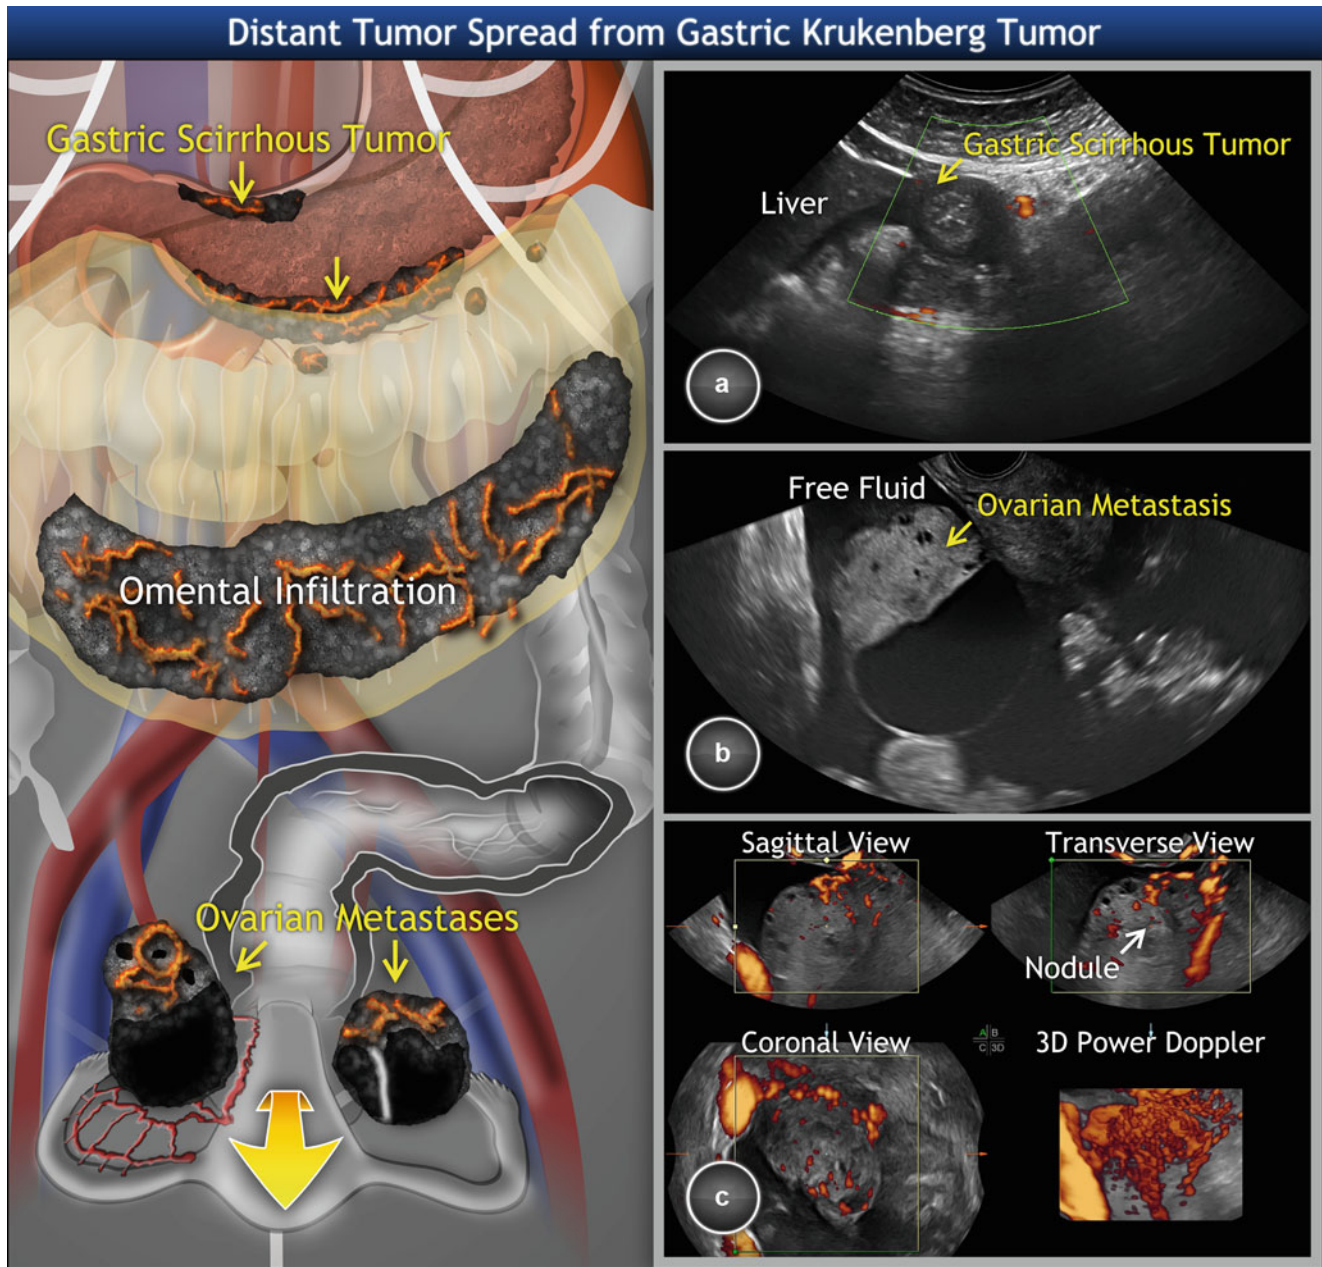 Distant Tumor Spread from Gastric Krukenberg Tumor
Gastric Scirrhous Tumor
Omental Infiltration
Ovarian Metastases
Gastric Scirrhous Tumor
Liver
a
Free Fluid
Ovarian Metastasis
b
Sagittal View
Transverse View
Nodule
Coronal View
A B
C 3D
3D Power Doppler
c